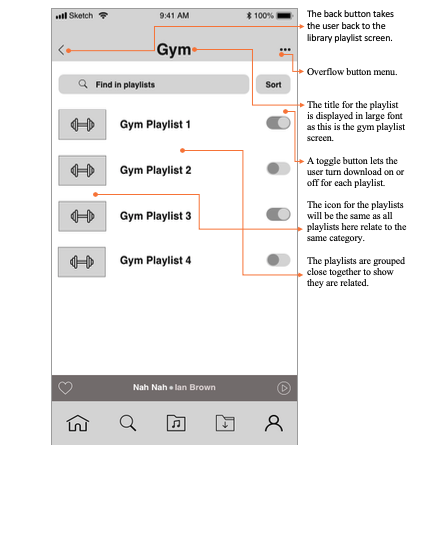 Sketch 9:41 AM 100%
Gym
Find in playlists Sort
Gym Playlist 1
Gym Playlist 2
Gym Playlist 3
Gym Playlist 4
Nah Nah • Ian Brown
The back button takes
the user back to the
library playlist screen.
Overflow button menu.
The title for the playlist
is displayed in large font
as this is the gym playlist
screen.
A toggle button lets the
user turn download on or
off for each playlist.
The icon for the playlists
will be the same as all
playlists here relate to the
same category.
The playlists are grouped
close together to show
they are related.